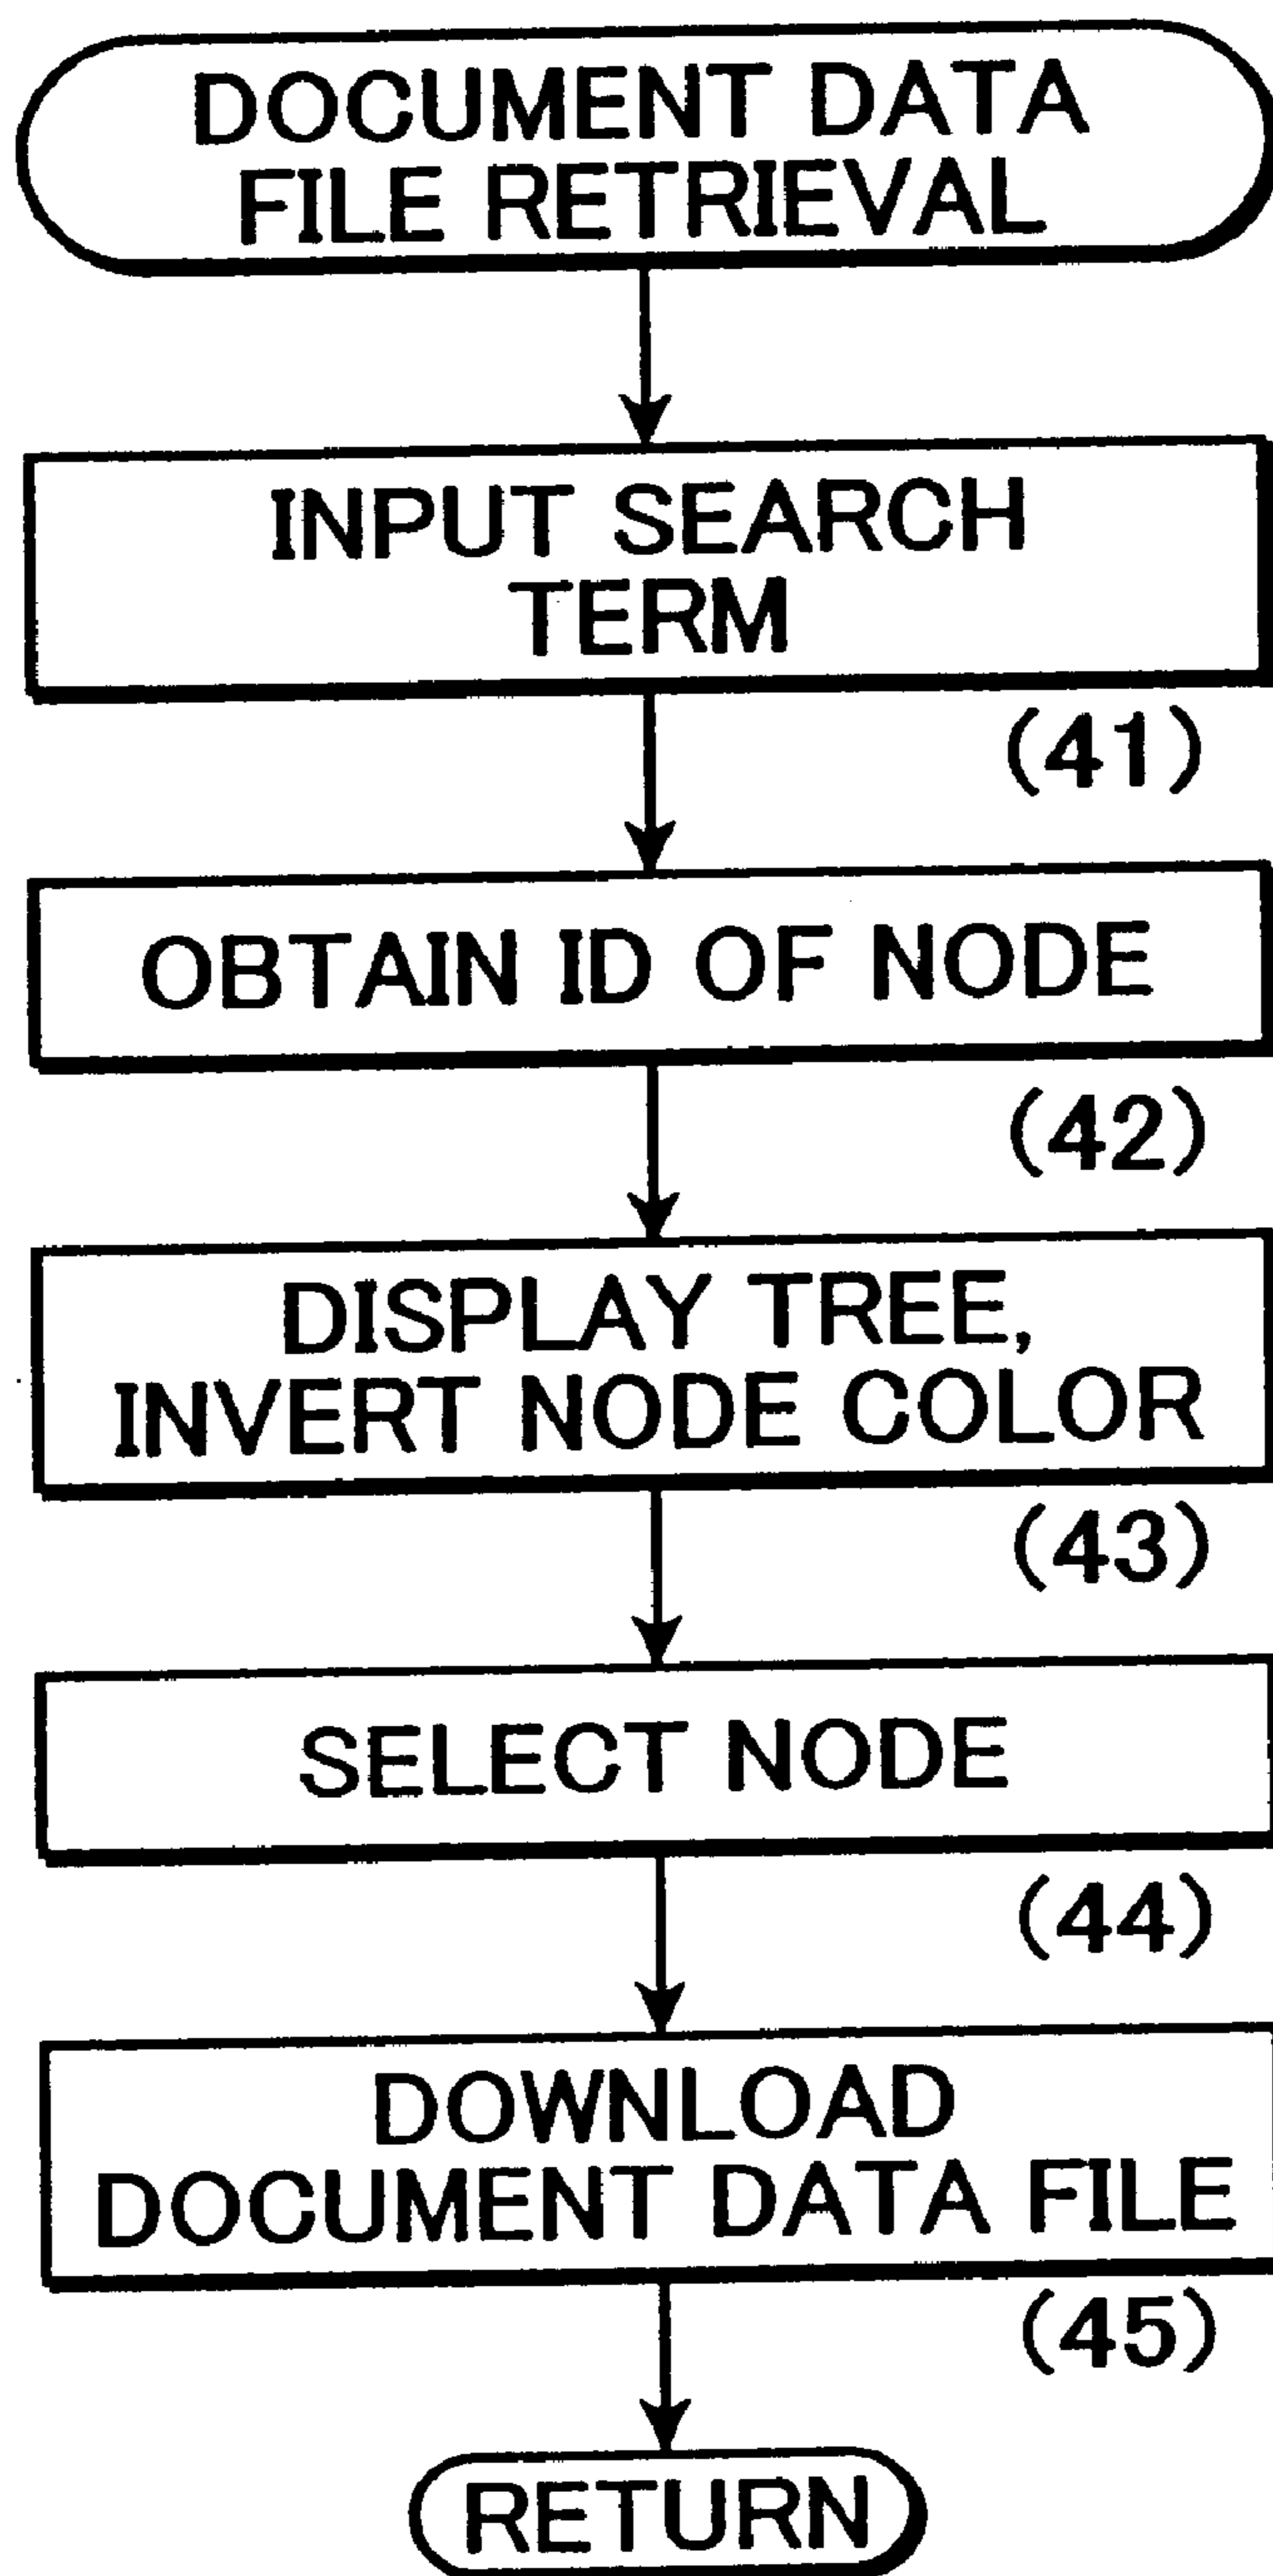 DOCUMENT DATA
FILE RETRIEVAL
INPUT SEARCH
TERM
(41)
OBTAIN ID OF NODE
(42)
DISPLAY TREE,
INVERT NODE COLOR
(43)
SELECT NODE
(44)
DOWNLOAD
DOCUMENT DATA FILE
(45)
RETURN